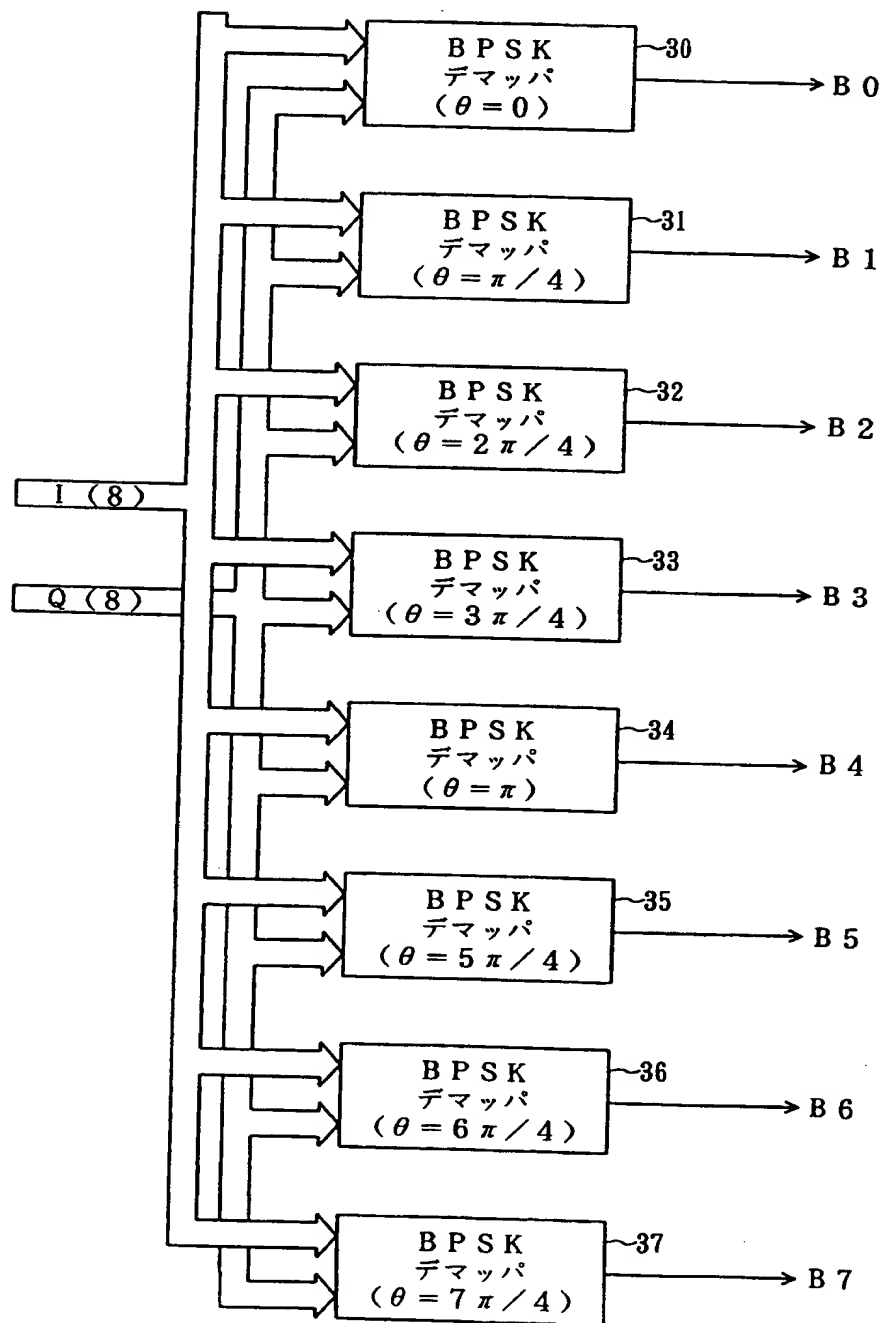 BPSK
デマッパ
(θ=0)
30
B0
BPSK
デマッパ
(θ=π/4)
31
B1
BPSK
デマッパ
(θ=2π/4)
32
B2
I(8)
BPSK
デマッパ
(θ=3π/4)
33
B3
Q(8)
BPSK
デマッパ
(θ=π)
34
B4
BPSK
デマッパ
(θ=5π/4)
35
B5
BPSK
デマッパ
(θ=6π/4)
36
B6
BPSK
デマッパ
(θ=7π/4)
37
B7